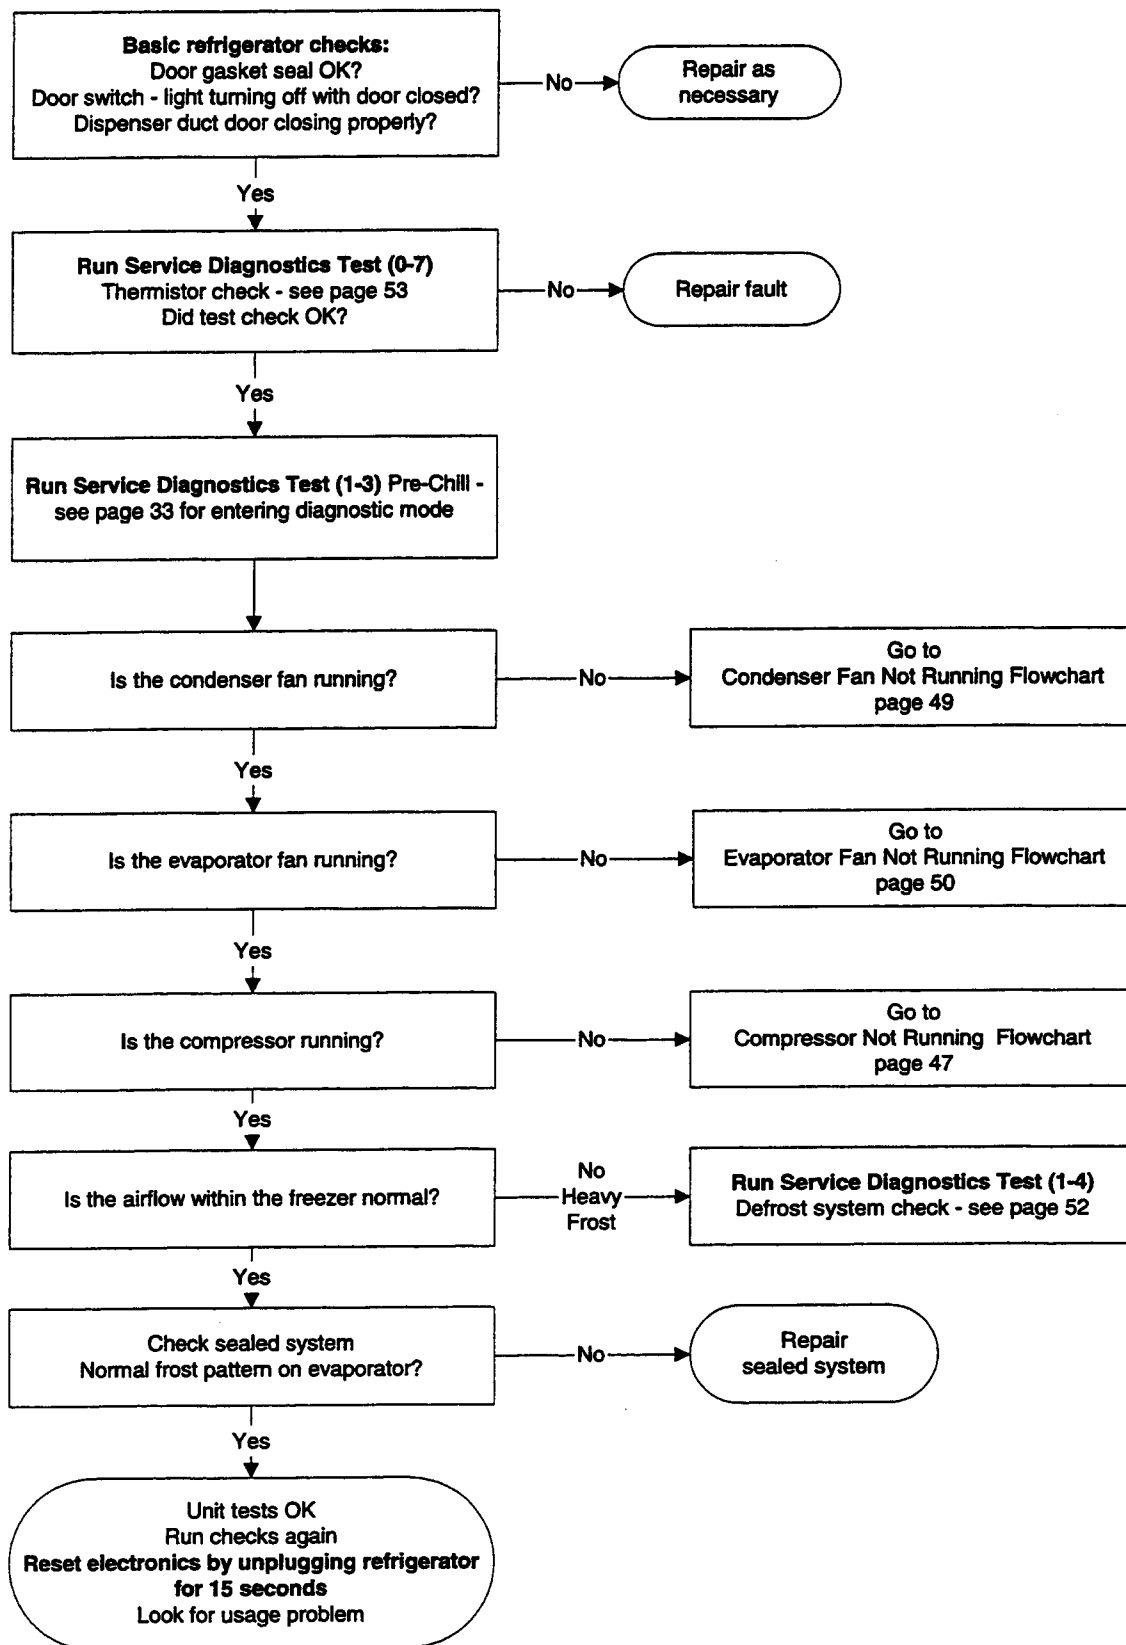 Basic refrigerator checks:
Door gasket seal OK?
Door switch - light turning off with door closed?
Dispenser duct door closing properly?
No
Repair as
necessary
Yes
Run Service Diagnostics Test (0-7)
Thermistor check - see page 53
Did test check OK?
No
Repair fault
Yes
Run Service Diagnostics Test (1-3) Pre-Chill -
see page 33 for entering diagnostic mode
Is the condenser fan running?
No
Go to
Condenser Fan Not Running Flowchart
page 49
Yes
Is the evaporator fan running?
No
Go to
Evaporator Fan Not Running Flowchart
page 50
Yes
Is the compressor running?
No
Go to
Compressor Not Running Flowchart
page 47
Yes
Is the airflow within the freezer normal?
No
Heavy
Frost
Run Service Diagnostics Test (1-4)
Defrost system check - see page 52
Yes
Check sealed system
Normal frost pattern on evaporator?
No
Repair
sealed system
Yes
Unit tests OK
Run checks again
Reset electronics by unplugging refrigerator
for 15 seconds
Look for usage problem